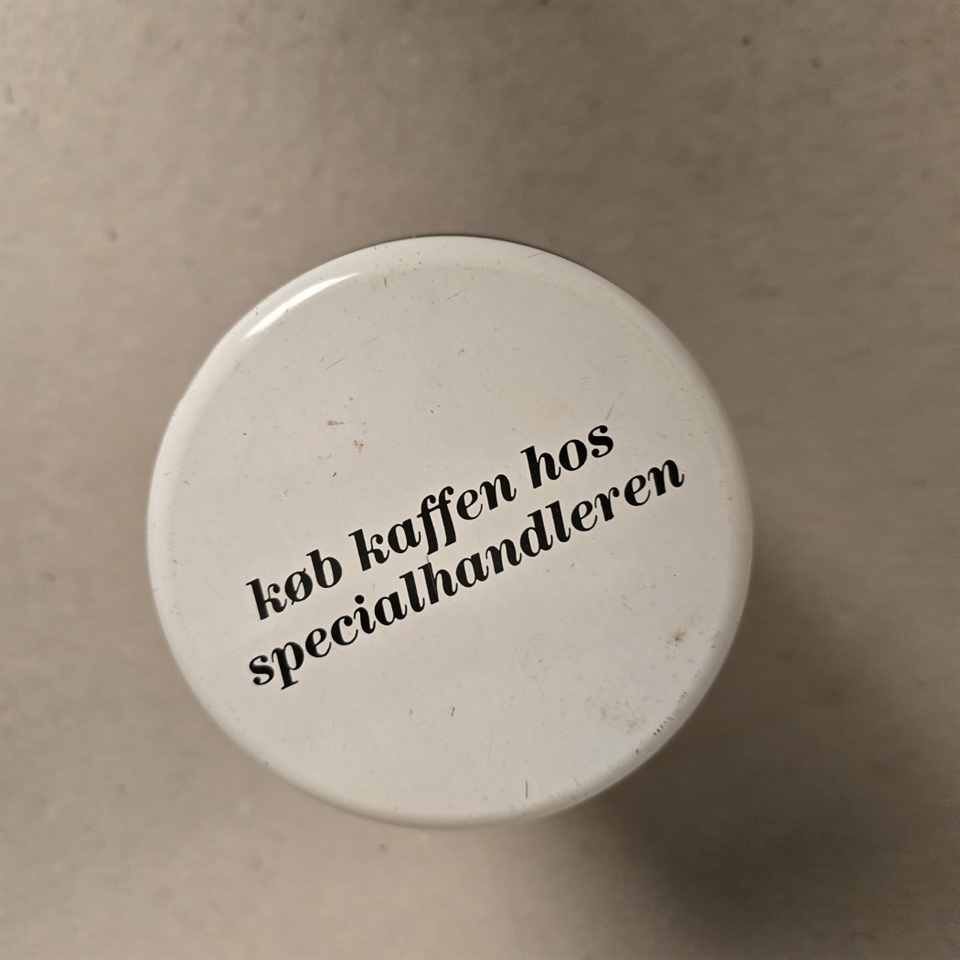 køb kaffen hos
specialhandleren